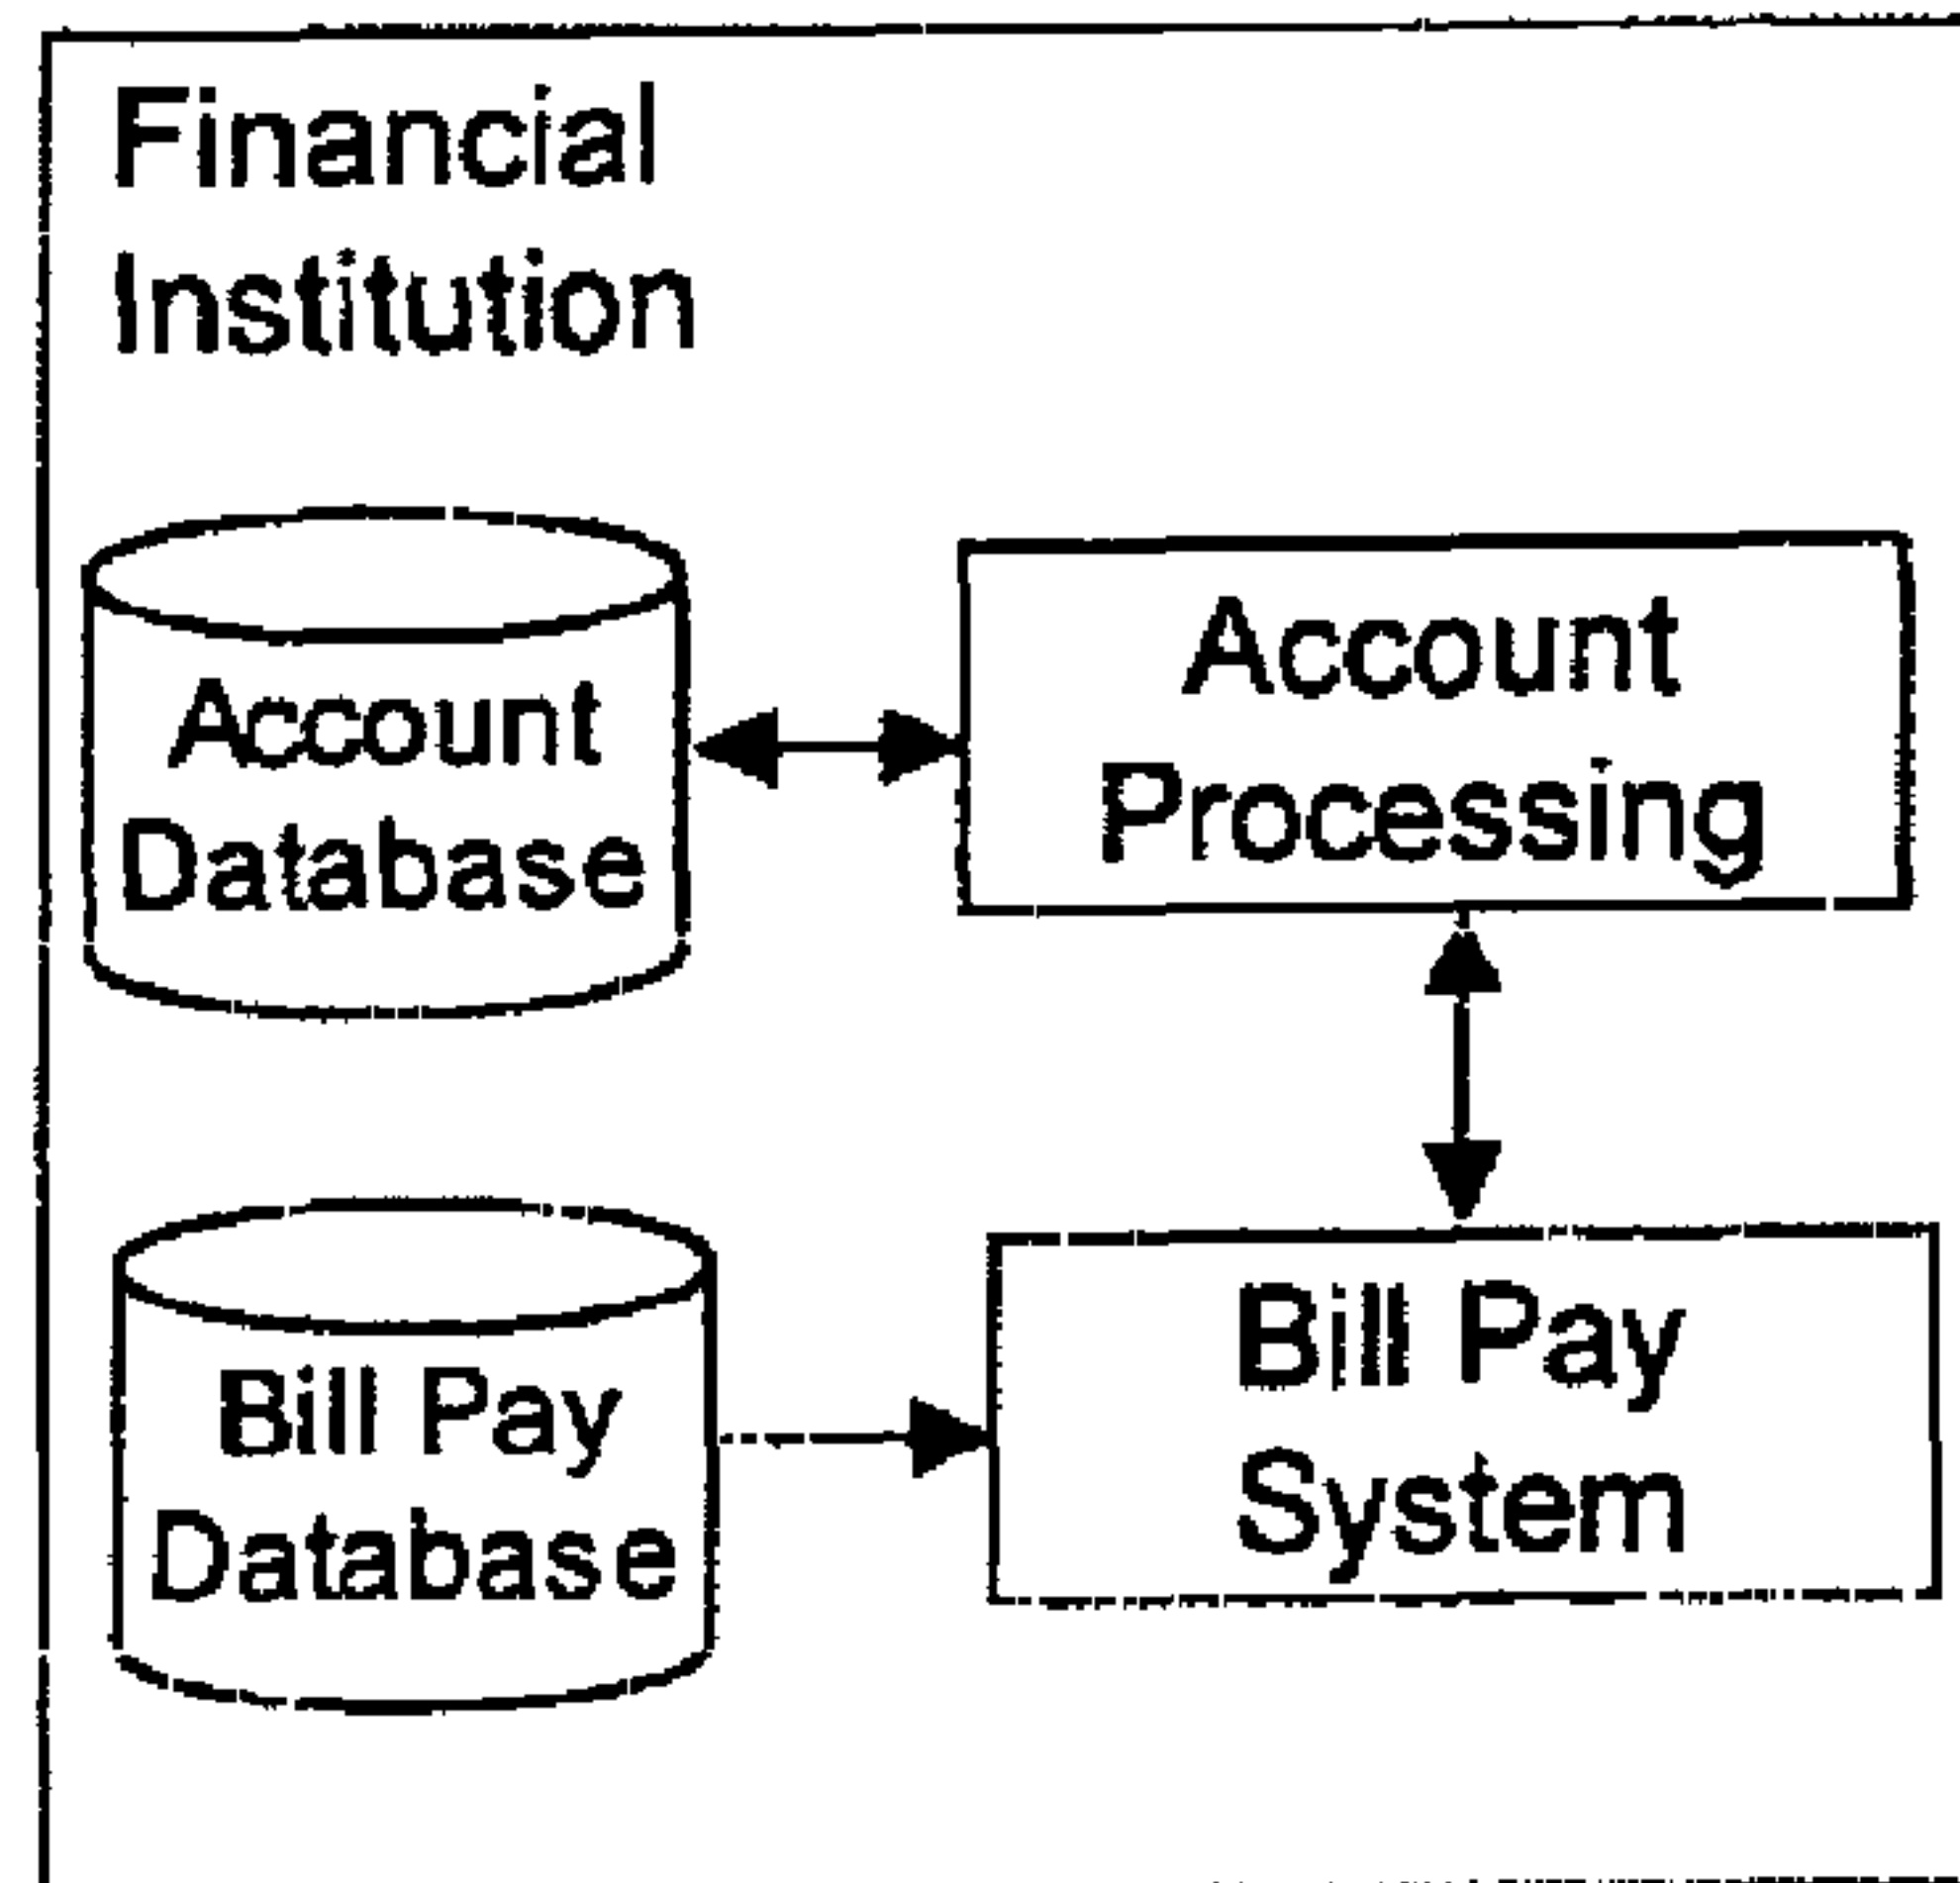 Financial
Institution
Account
Database
Account
Processing
Bill Pay
Database
Bill Pay
System